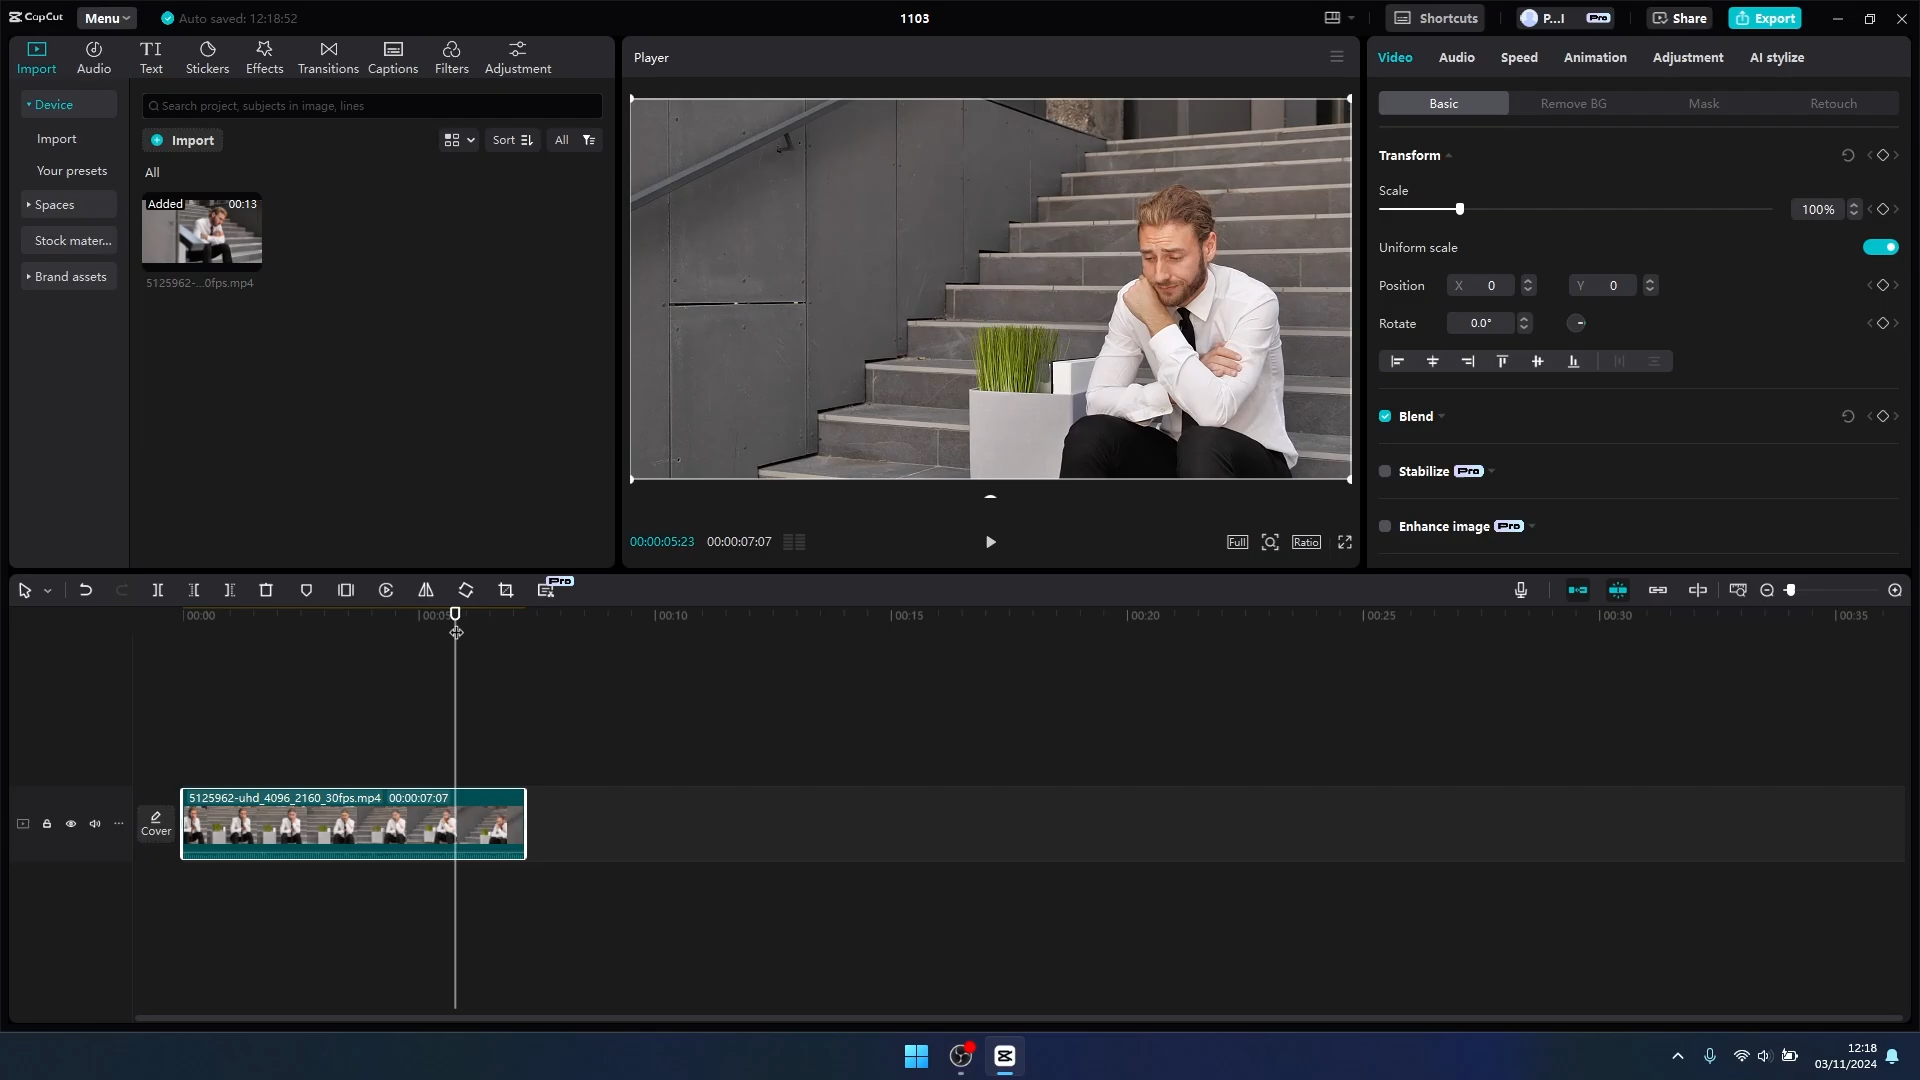 CapCut
Menu
Auto saved: 12:18:52
1103
Shortcuts
P...l
Pro
Share
Export
Import
Audio
Text
Stickers
Effects
Transitions
Captions
Filters
Adjustment
Device
Import
Your presets
Spaces
Stock mater...
Brand assets
Search project, subjects in image, lines
Import
Sort
All
All
Added
00:13
5125962-...0fps.mp4
Player
00:00:05:23
00:00:07:07
Full
Ratio
Video
Audio
Speed
Animation
Adjustment
AI stylize
Basic
Remove BG
Mask
Retouch
Transform
Scale
100%
Uniform scale
Position
X 0
Y 0
Rotate
0.0°
Blend
Stabilize Pro
Enhance image Pro
Pro
00:00
00:05
00:10
00:15
00:20
00:25
00:30
00:35
Cover
5125962-uhd_4096_2160_30fps.mp4 00:00:07:07
12:18
03/11/2024